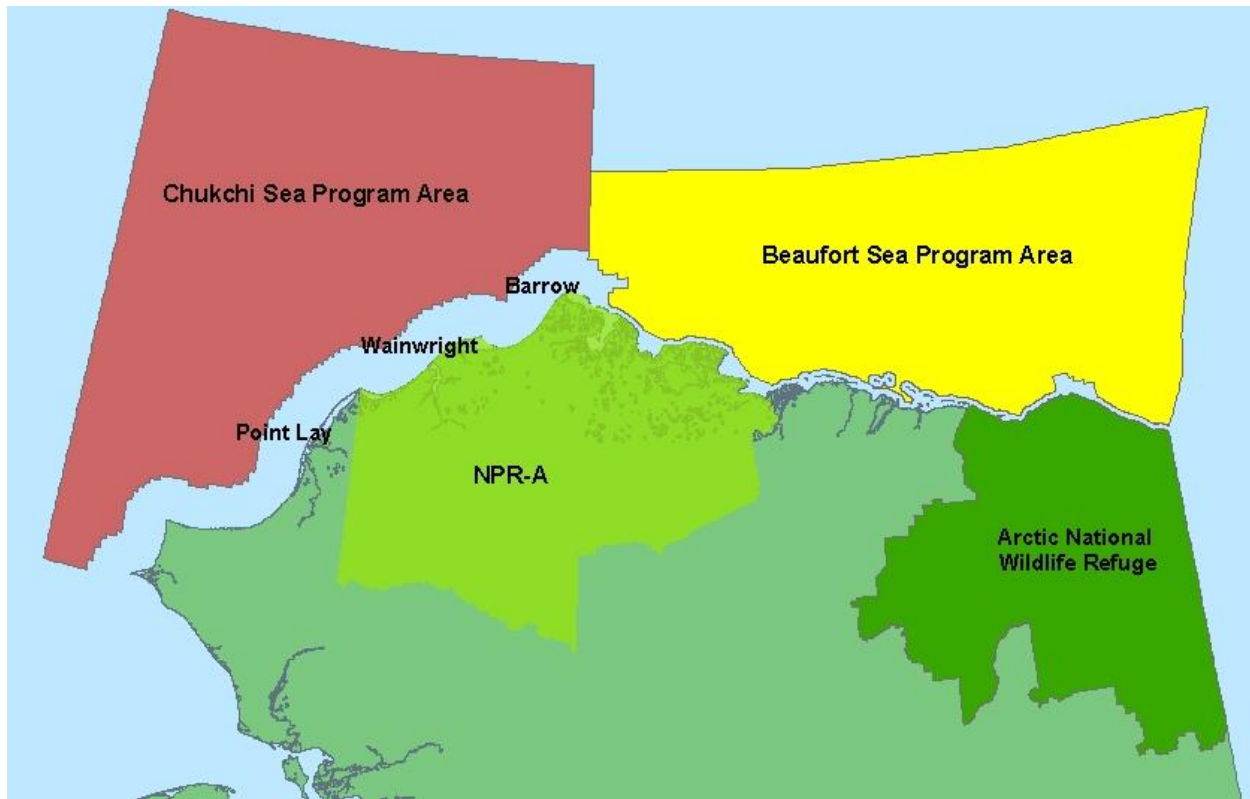 Chukchi Sea Program Area
Beaufort Sea Program Area
Barrow
Wainwright
Point Lay
NPR-A
Arctic National
Wildlife Refuge